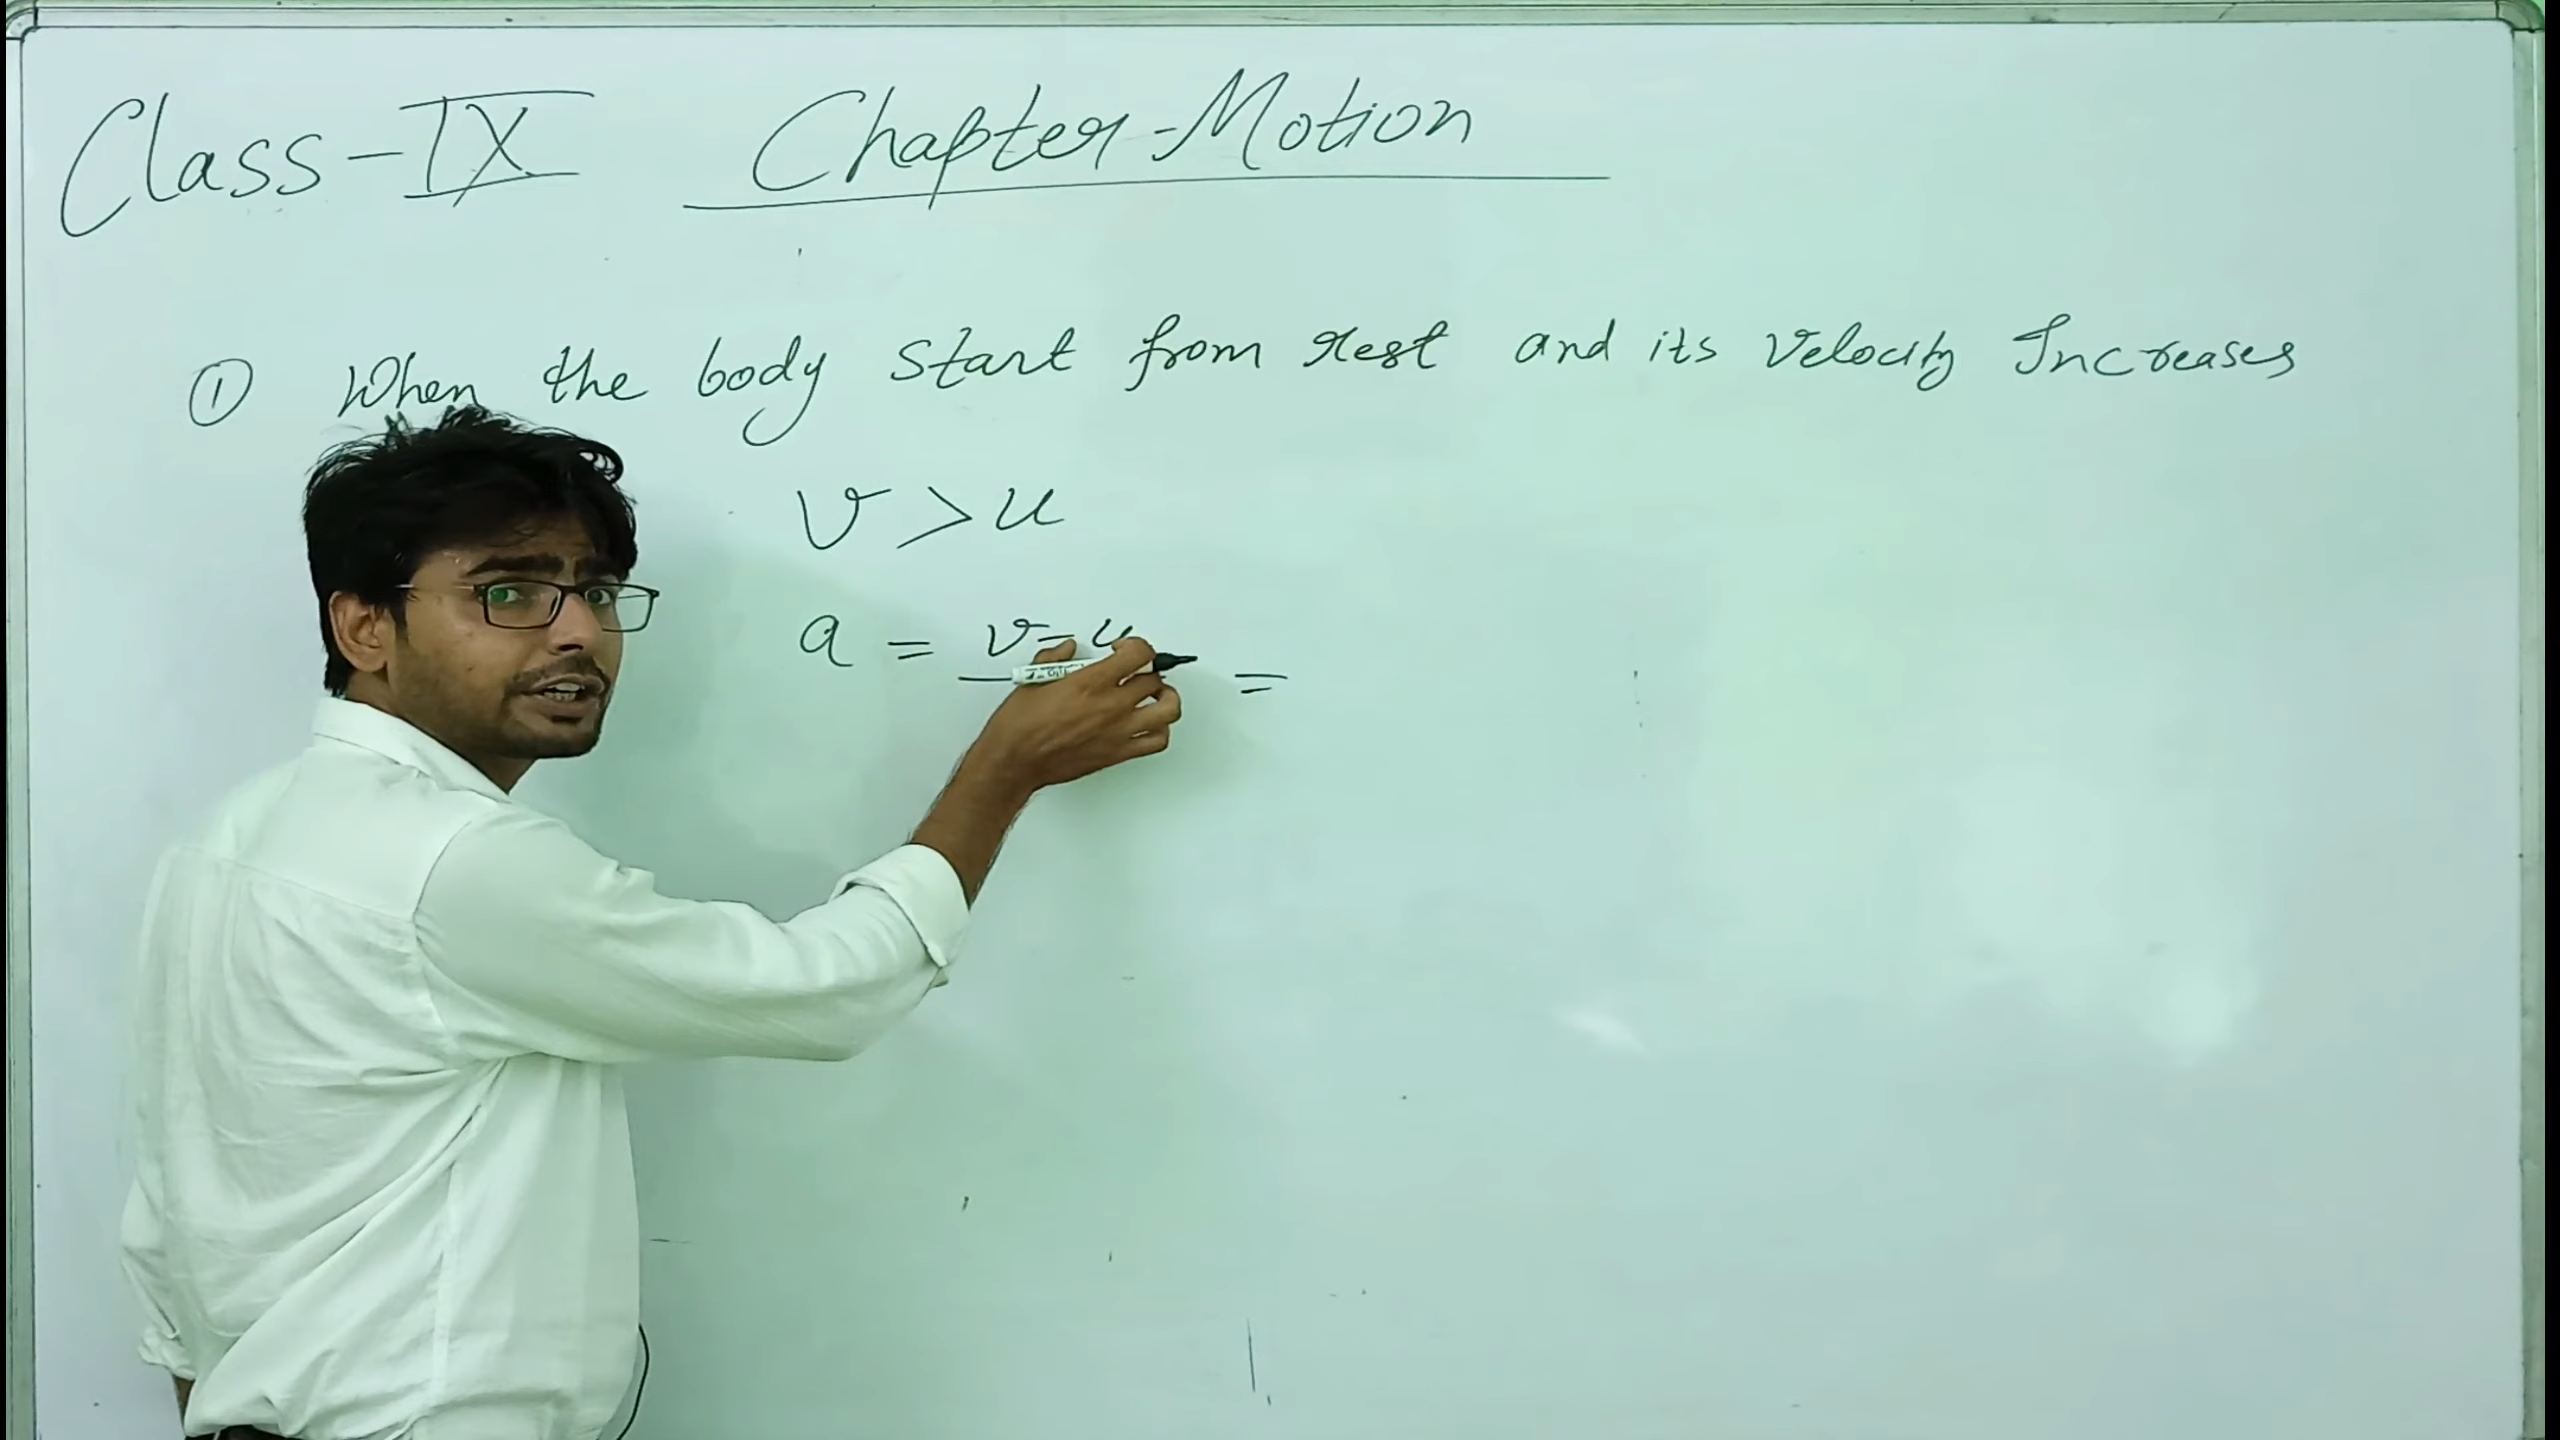 Class-IX Chapter-Motion
① When the body Start from rest and its Velocity Increases
v > u
a = v-u =